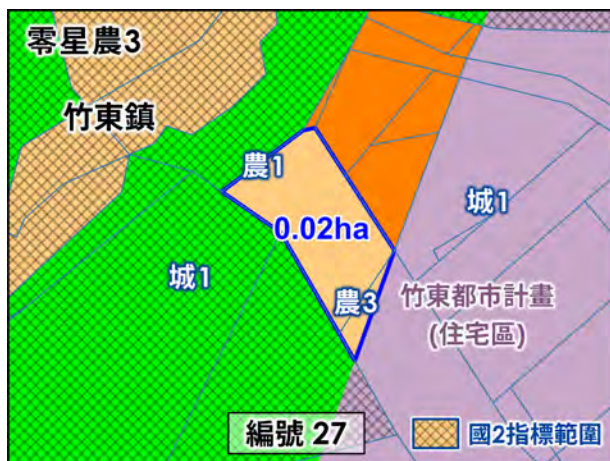 零星農3
竹東鎮
農1
城1
0.02ha
城1
農3
竹東都市計畫
(住宅區)
編號 27
國2指標範圍